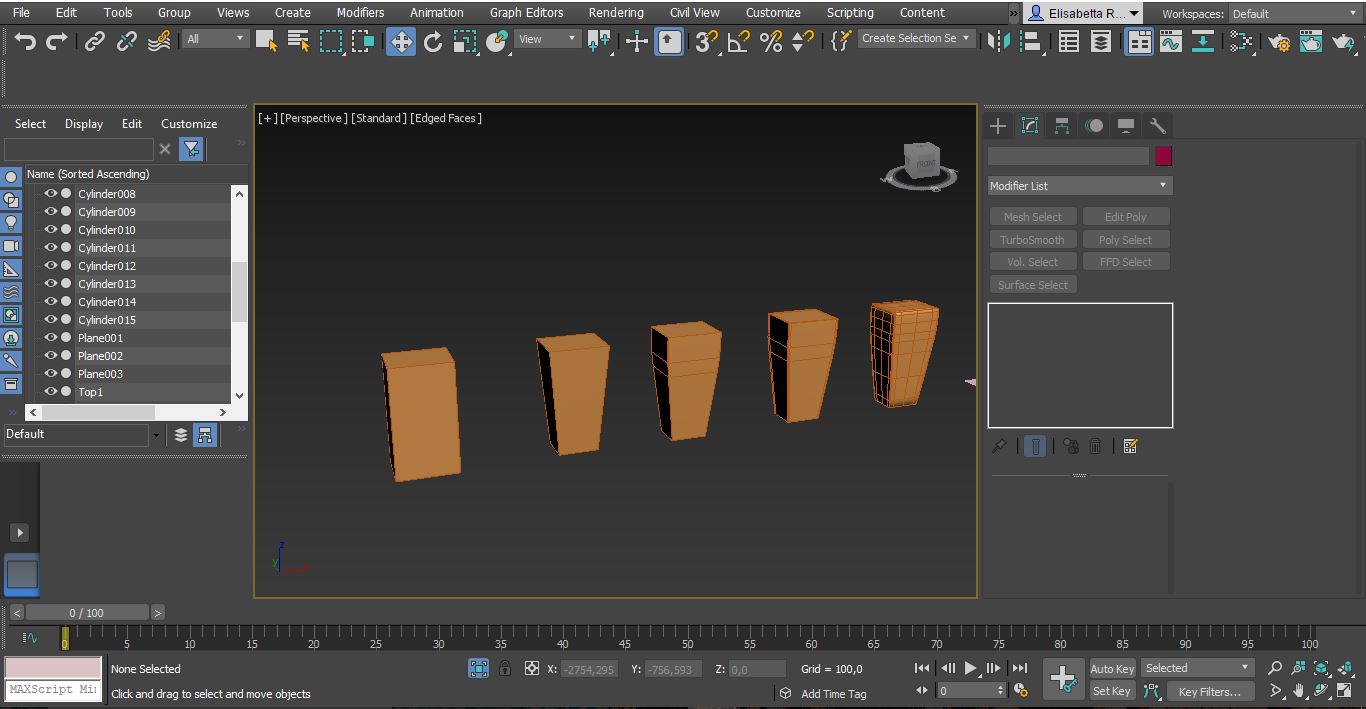 File Edit Tools Group Views Create Modifiers Animation Graph Editors Rendering Civil View Customize Scripting Content » Elisabetta R... Workspaces: Default
All View 3 Create Selection Se
[+] [Perspective ] [Standard ] [Edged Faces ]
Select Display Edit Customize
Name (Sorted Ascending)
Cylinder008
Cylinder009
Cylinder010
Cylinder011
Cylinder012
Cylinder013
Cylinder014
Cylinder015
Plane001
Plane002
Plane003
Top1
Default
FRONT
z
y
x
Modifier List
Mesh Select Edit Poly
TurboSmooth Poly Select
Vol. Select FFD Select
Surface Select
< 0 / 100 >
0 5 10 15 20 25 30 35 40 45 50 55 60 65 70 75 80 85 90 95 100
None Selected X: -2754,295 Y: -756,593 Z: 0,0 Grid = 100,0 Auto Key Selected
MAXScript Mi Click and drag to select and move objects Add Time Tag 0 Set Key Key Filters...